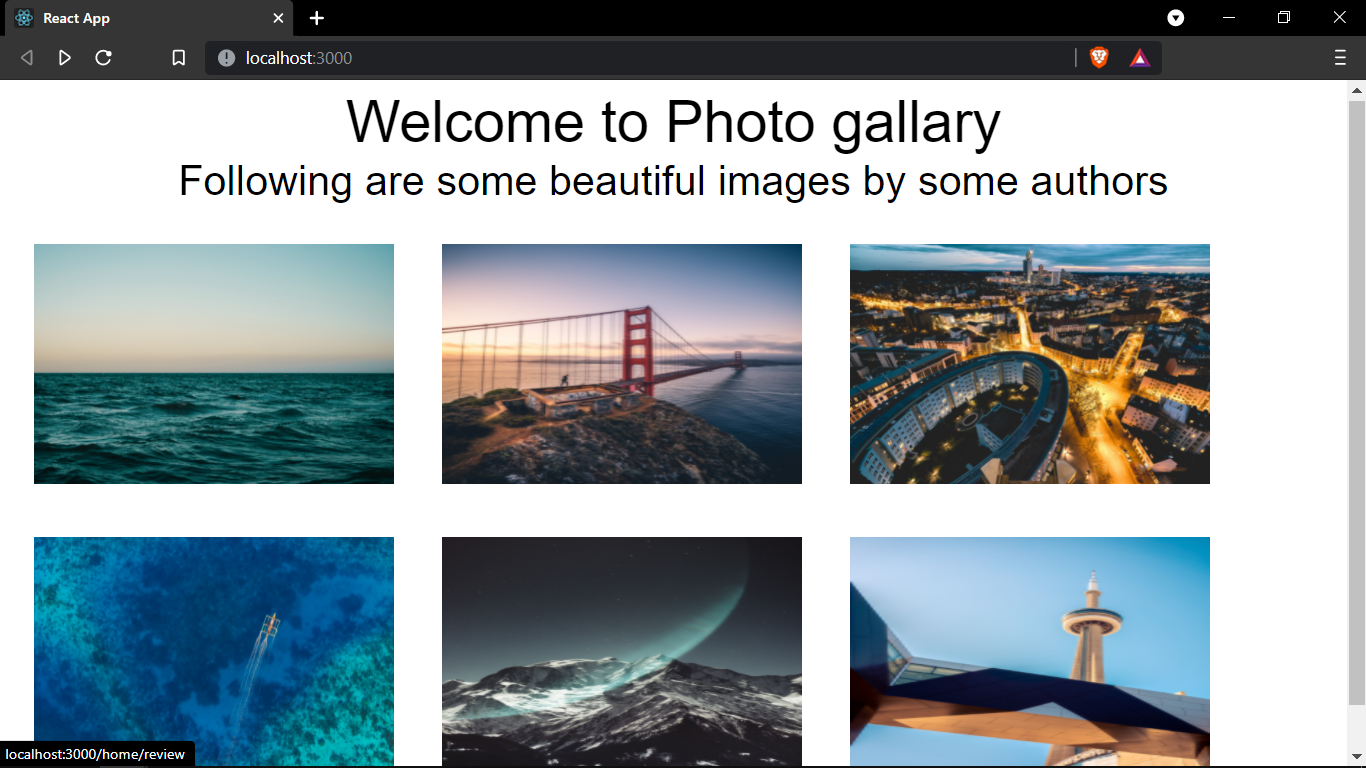 React App
localhost:3000
Welcome to Photo gallary
Following are some beautiful images by some authors
localhost:3000/home/review